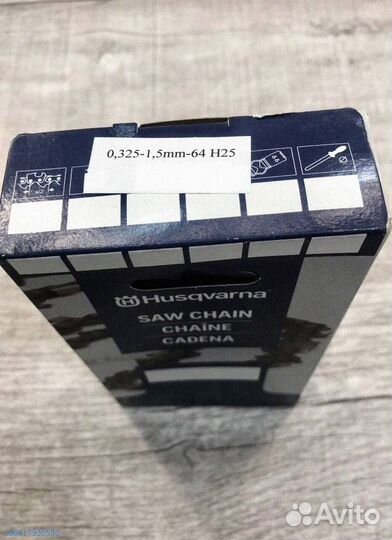 0,325-1,5mm-64 H25
Husqvarna
SAW CHAIN
CHAÎNE
CADENA
Avito